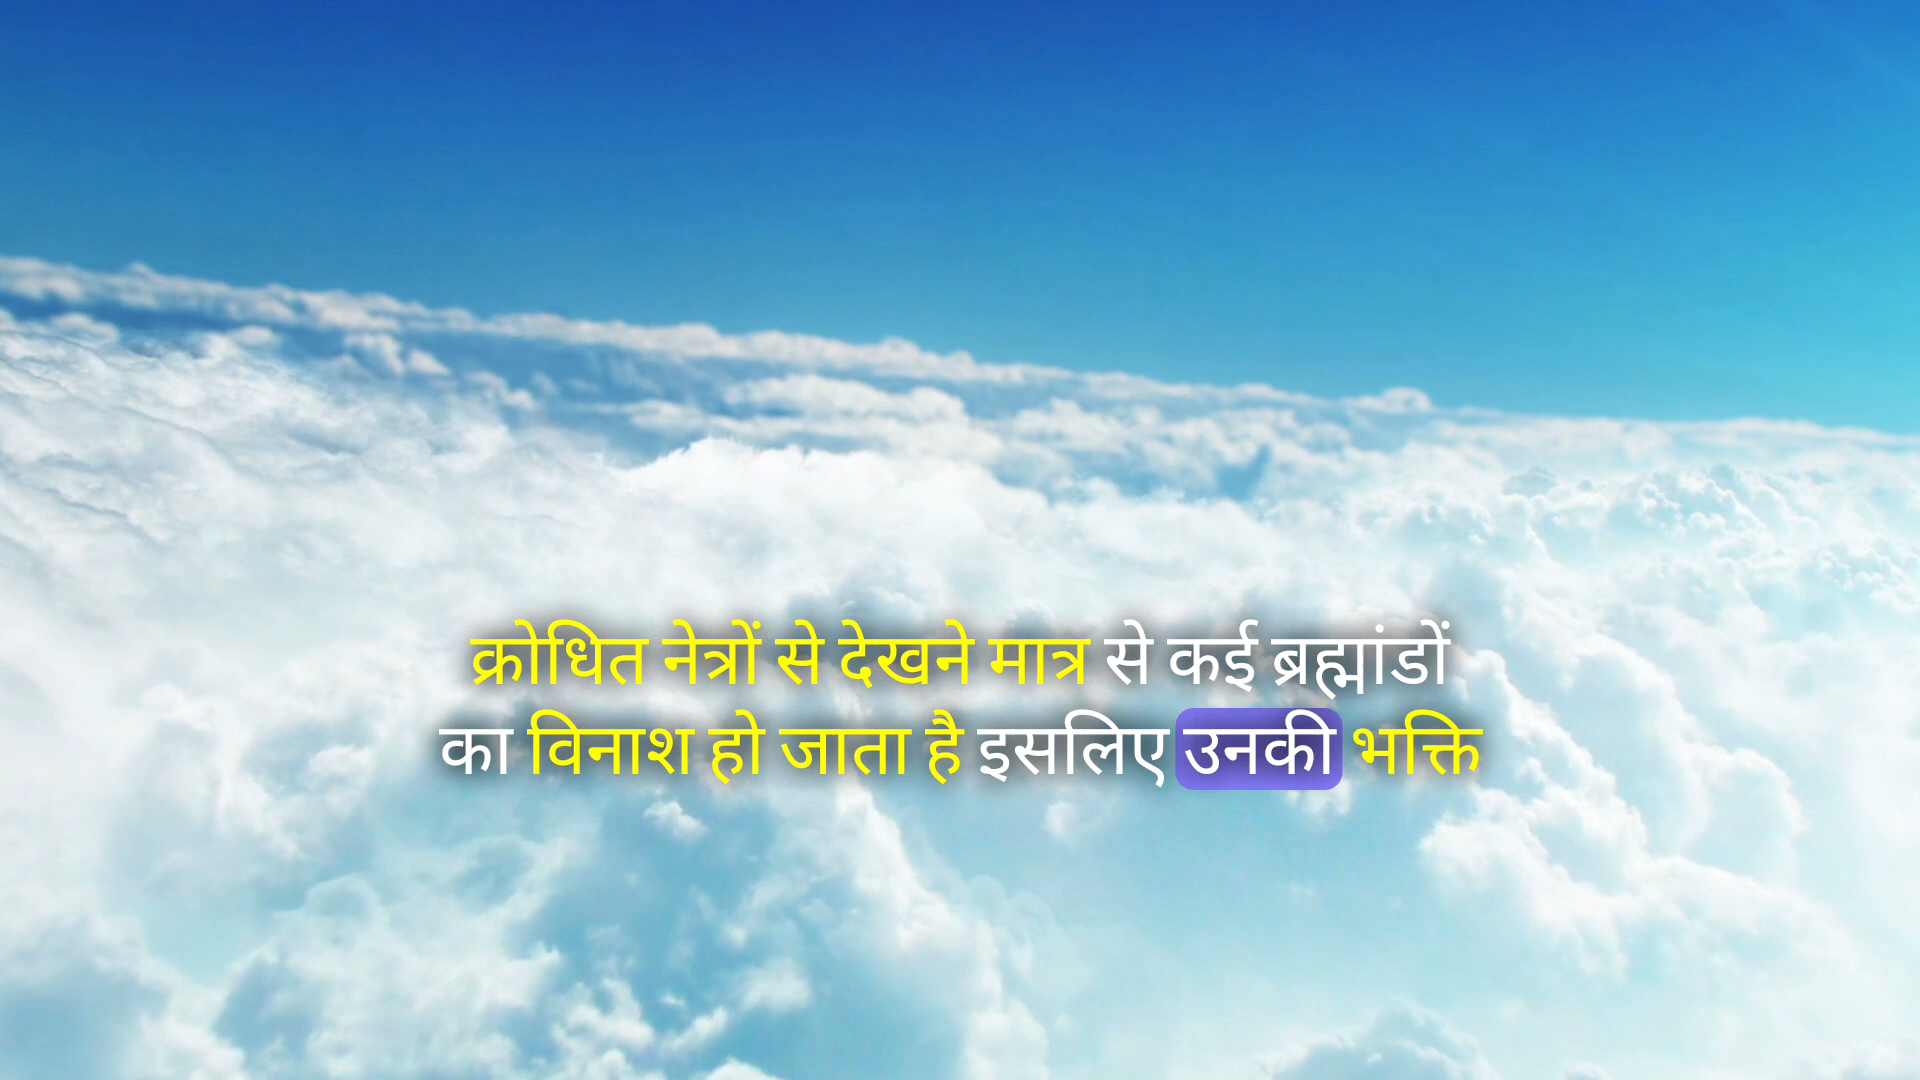 क्रोधित नेत्रों से देखने मात्र से कई ब्रह्मांडों
का विनाश हो जाता है इसलिए उनकी भक्ति